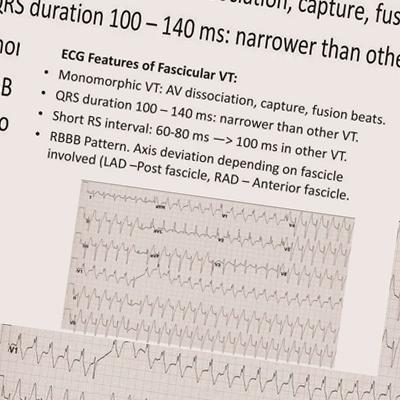 QRS duration 100 – 140 ms: narrower than othe
ECG Features of Fascicular VT:
• Monomorphic VT: AV dissociation, capture, fusion beats.
• QRS duration 100 – 140 ms: narrower than other VT.
• Short RS interval: 60-80 ms —> 100 ms in other VT.
• RBBB Pattern. Axis deviation depending on fascicle
involved (LAD –Post fascicle, RAD – Anterior fascicle.
B
V1